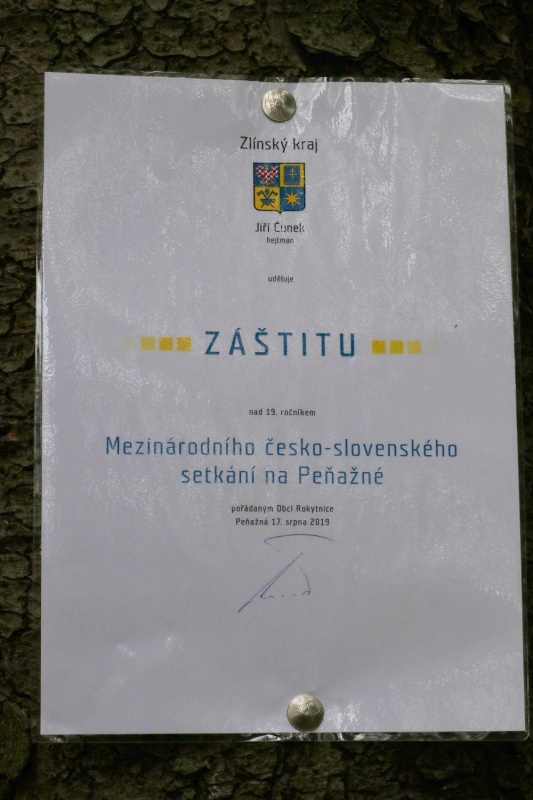 Zlínský kraj
Jiří Čunek
hejtman
uděluje
ZÁŠTITU
nad 19. ročníkem
Mezinárodního česko-slovenského
setkání na Peňažné
pořádaným Obcí Rokytnice
Peňažná 17. srpna 2019